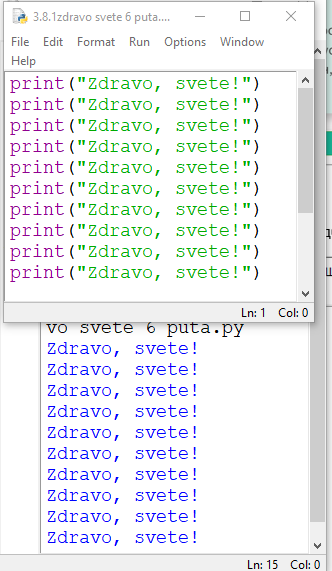 3.8.1zdravo svete 6 puta....
File Edit Format Run Options Window
Help
print("Zdravo, svete!")
print("Zdravo, svete!")
print("Zdravo, svete!")
print("Zdravo, svete!")
print("Zdravo, svete!")
print("Zdravo, svete!")
print("Zdravo, svete!")
print("Zdravo, svete!")
print("Zdravo, svete!")
print("Zdravo, svete!")
Ln: 1 Col: 0
vo svete 6 puta.py
Zdravo, svete!
Zdravo, svete!
Zdravo, svete!
Zdravo, svete!
Zdravo, svete!
Zdravo, svete!
Zdravo, svete!
Zdravo, svete!
Zdravo, svete!
Zdravo, svete!
Ln: 15 Col: 0